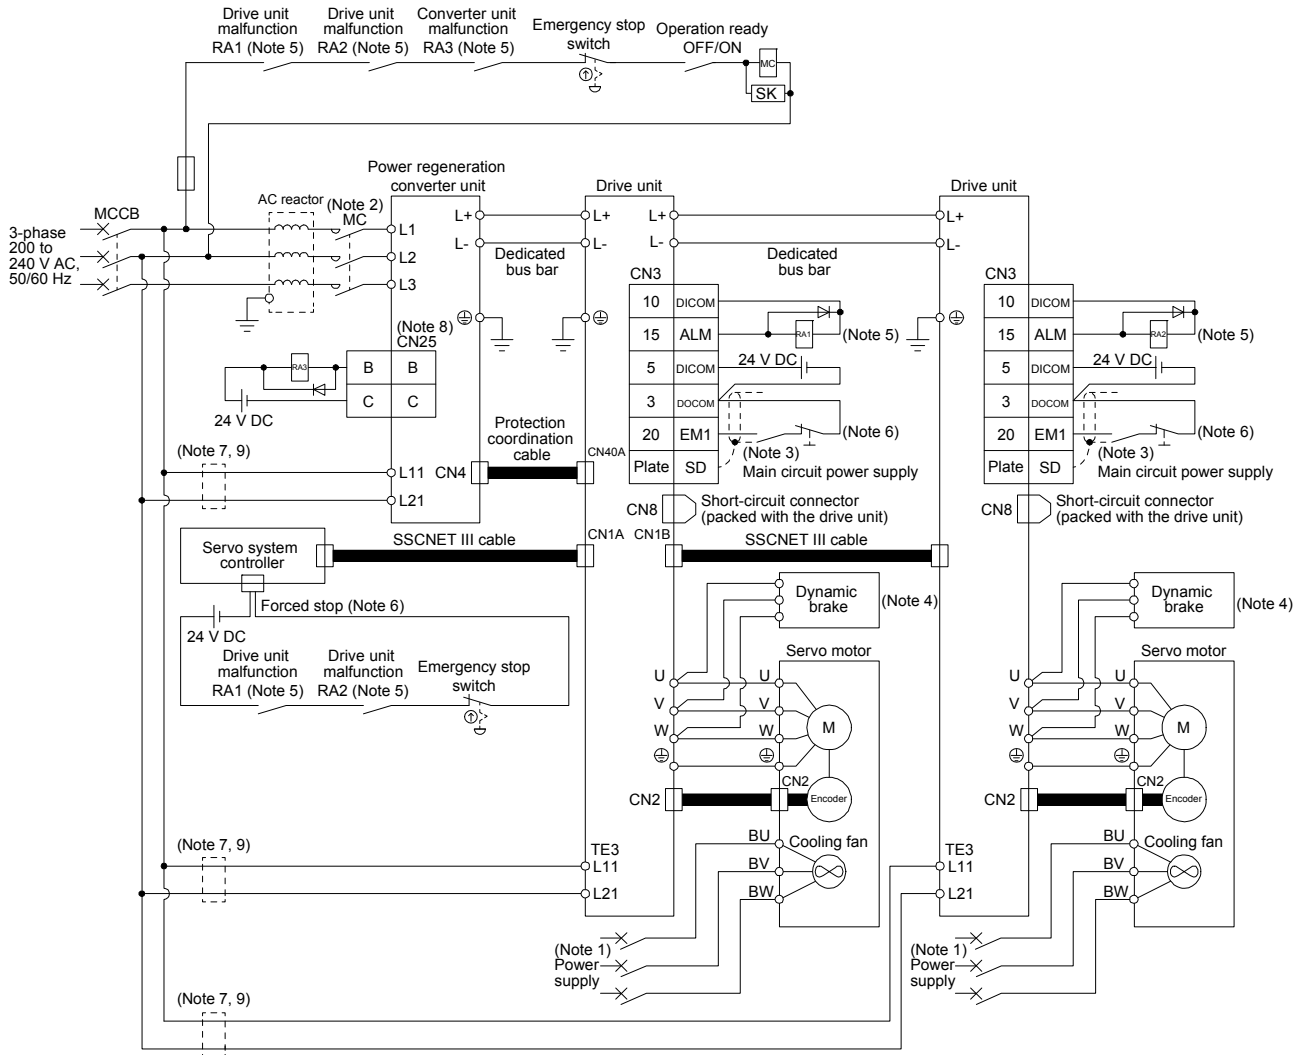 Drive unit
malfunction
RA1 (Note 5)
Drive unit
malfunction
RA2 (Note 5)
Converter unit
malfunction
RA3 (Note 5)
Emergency stop
switch
Operation ready
OFF/ON
MC
SK
Power regeneration
converter unit
Drive unit
Drive unit
AC reactor
(Note 2)
MC
MCCB
3-phase
200 to
240 V AC,
50/60 Hz
L1
L2
L3
L+
L-
Dedicated
bus bar
L+
L-
L+
L-
Dedicated
bus bar
L+
L-
(Note 8)
CN25
B
B
C
C
RA3
24 V DC
CN3
10
DICOM
15
ALM
5
DICOM
3
DOCOM
20
EM1
Plate
SD
RA1
(Note 5)
24 V DC
(Note 6)
(Note 3)
Main circuit power supply
CN3
10
DICOM
15
ALM
5
DICOM
3
DOCOM
20
EM1
Plate
SD
RA2
(Note 5)
24 V DC
(Note 6)
(Note 3)
Main circuit power supply
(Note 7, 9)
L11
L21
CN4
Protection
coordination
cable
CN40A
CN8
Short-circuit connector
(packed with the drive unit)
CN8
Short-circuit connector
(packed with the drive unit)
Servo system
controller
SSCNET III cable
CN1A
CN1B
SSCNET III cable
Forced stop (Note 6)
24 V DC
Drive unit
malfunction
RA1 (Note 5)
Drive unit
malfunction
RA2 (Note 5)
Emergency stop
switch
Dynamic
brake
(Note 4)
Dynamic
brake
(Note 4)
Servo motor
U
U
V
V
W
W
M
CN2
CN2
Encoder
BU
Cooling fan
BV
BW
Servo motor
U
U
V
V
W
W
M
CN2
CN2
Encoder
BU
Cooling fan
BV
BW
(Note 7, 9)
TE3
L11
L21
TE3
L11
L21
(Note 1)
Power
supply
(Note 1)
Power
supply
(Note 7, 9)